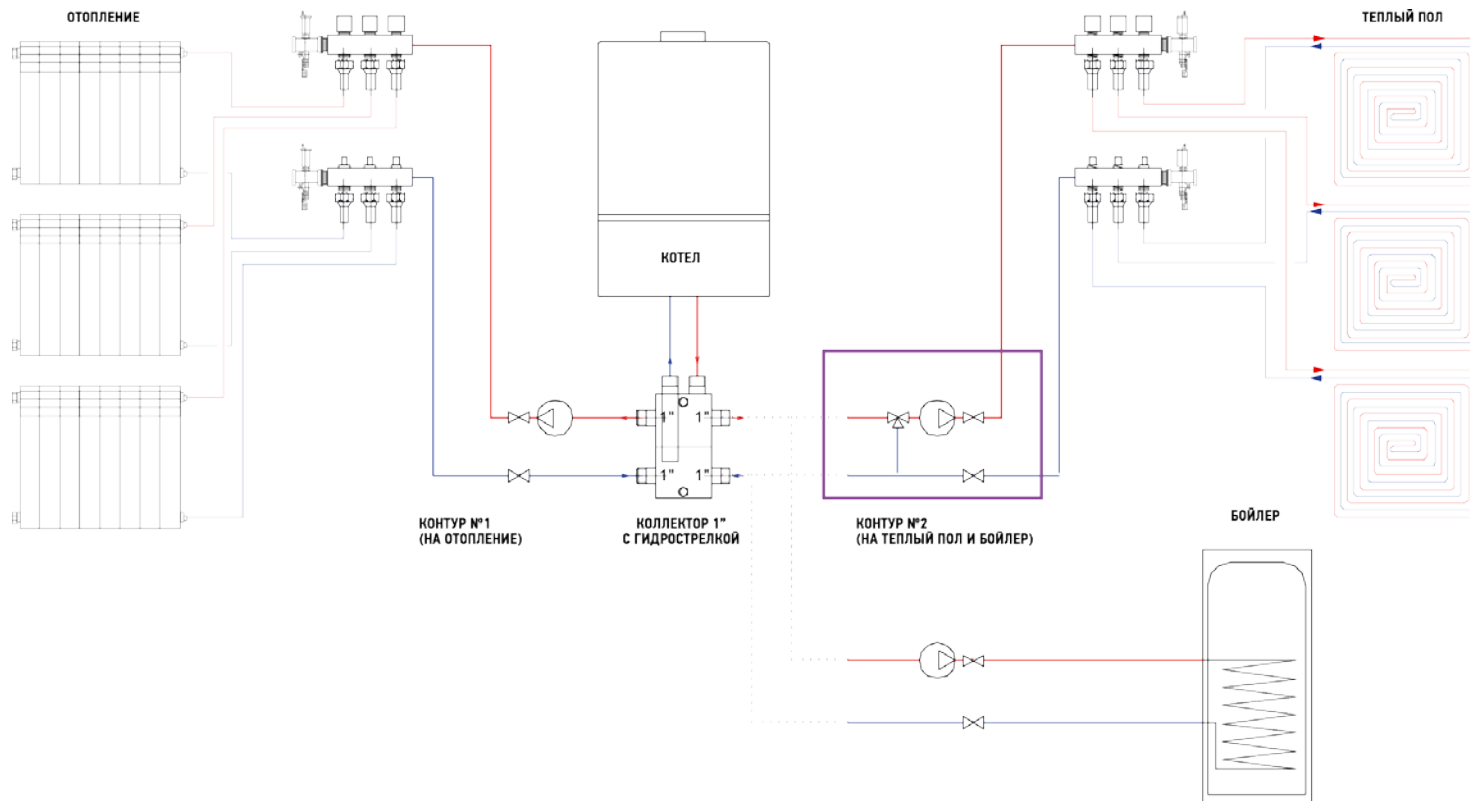 ОТОПЛЕНИЕ
ТЕПЛЫЙ ПОЛ
КОТЕЛ
1" 1"
1" 1"
КОНТУР №1
(НА ОТОПЛЕНИЕ)
КОЛЛЕКТОР 1"
С ГИДРОСТРЕЛКОЙ
КОНТУР №2
(НА ТЕПЛЫЙ ПОЛ И БОЙЛЕР)
БОЙЛЕР